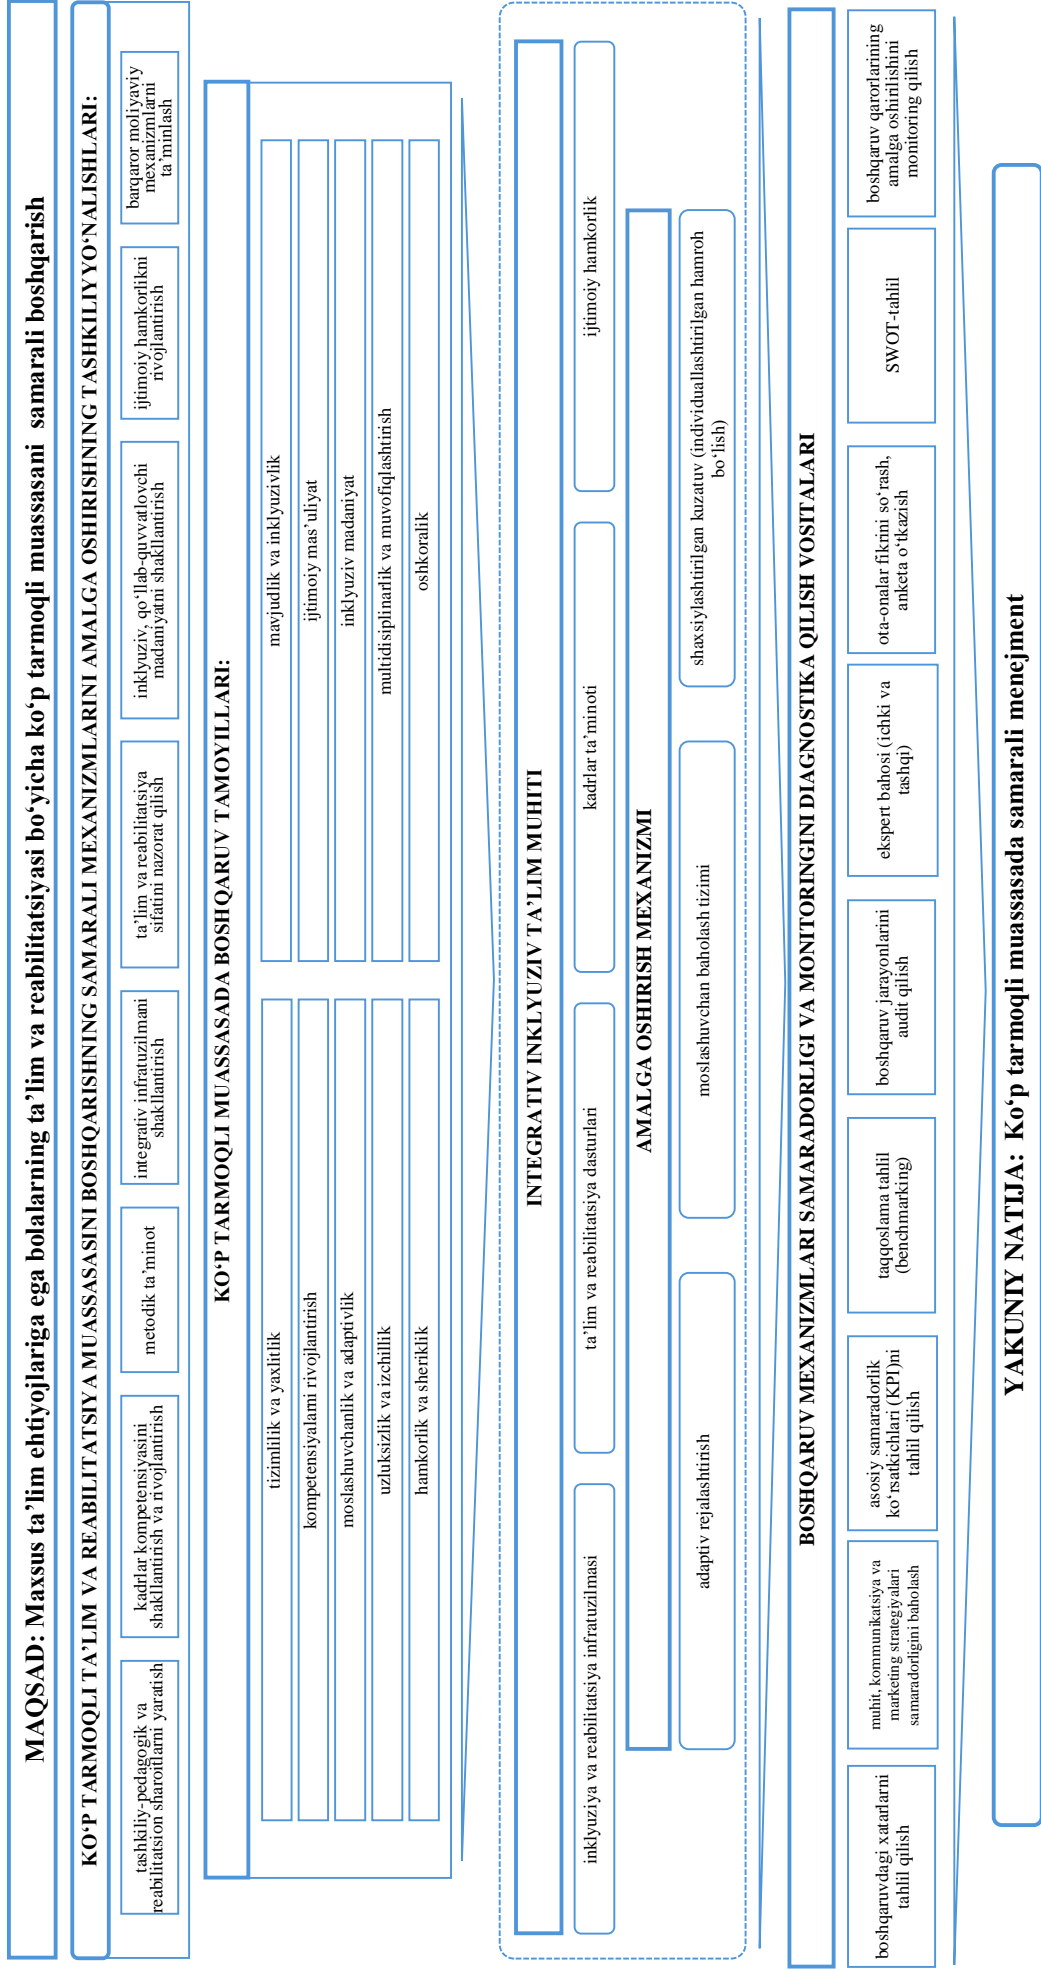 MAQSAD: Maxsus ta’lim ehtiyojlariga ega bolalarning ta’lim va reabilitatsiyasi bo‘yicha ko‘p tarmoqli muassasani samarali boshqarish
KO‘P TARMOQLI TA’LIM VA REABILITATSIYA MUASSASASINI BOSHQARISHNING SAMARALI MEXANIZMLARINI AMALGA OSHIRISHNING TASHKILIY YO‘NALISHLARI:
tashkiliy-pedagogik va
reabilitatsion sharoitlarni yaratish
kadrlar kompetensiyasini
shakllantirish va rivojlantirish
metodik ta’minot
integrativ infratuzilmani
shakllantirish
ta’lim va reabilitatsiya
sifatini nazorat qilish
inklyuziv, qo‘llab-quvvatlovchi
madaniyatni shakllantirish
ijtimoiy hamkorlikni
rivojlantirish
barqaror moliyaviy
mexanizmlarni
ta’minlash
KO‘P TARMOQLI MUASSASADA BOSHQARUV TAMOYILLARI:
tizimlilik va yaxlitlik
kompetensiyalami rivojlantirish
moslashuvchanlik va adaptivlik
uzluksizlik va izchillik
hankorlik va sheriklik
mavjudlik va inklyuzivlik
ijtimoiy mas’uliyat
inklyuziv madaniyat
multidisiplinarlik va muvofiqlashtirish
oshkoralik
INTEGRATIV INKLYUZIV TA’LIM MUHITI
inklyuziya va reabilitatsiya infratuzilmasi
ta’lim va reabilitatsiya dasturlari
kadrlar ta’minoti
ijtimoiy hamkorlik
AMALGA OSHIRISH MEXANIZMI
adaptiv rejalashtirish
moslashuvchan baholash tizimi
shaxsiylashtirilgan kuzatuv (individuallashtirilgan hamroh
bo‘lish)
BOSHQARUV MEXANIZMLARI SAMARADORLIGI VA MONITORINGINI DIAGNOSTIKA QILISH VOSITALARI
boshqaruvdagi xatarlarni
tahlil qilish
muhit, kommunikatsiya va
marketing strategiyalari
samaradorligini baholash
asosiy samaradorlik
ko‘rsatkichlari (KPI)ni
tahlil qilish
taqqoslama tahlil
(benchmarking)
boshqaruv jarayonlarini
audit qilish
ekspert bahosi (ichki va
tashqi)
ota-onalar fikrini so‘rash,
anketa o‘tkazish
SWOT-tahlil
boshqaruv qarorlarining
amalga oshirilishini
monitoring qilish
YAKUNIY NATIJA: Ko‘p tarmoqli muassasada samarali menejment